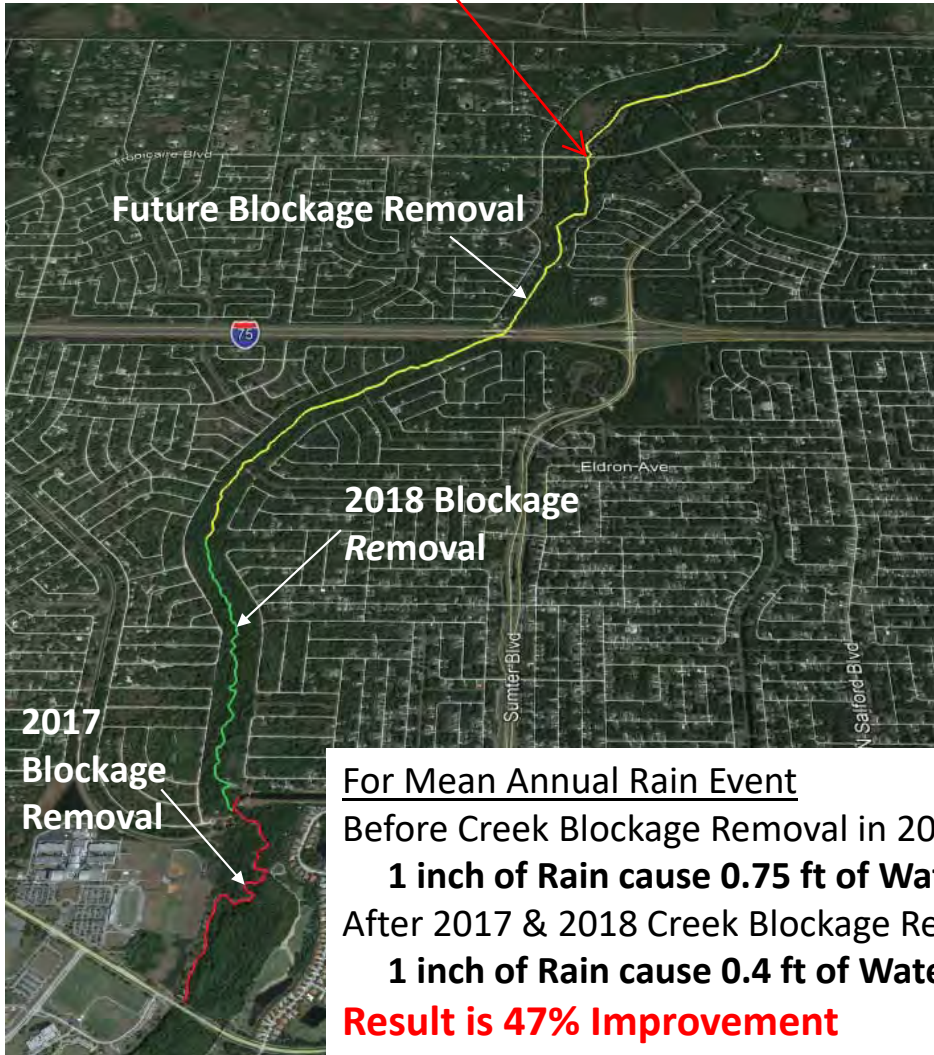 Tropicaire Blvd
Future Blockage Removal
75
Eldron Ave
2018 Blockage
Removal
Sumter Blvd
N Salford Blvd
2017
Blockage
Removal
For Mean Annual Rain Event
Before Creek Blockage Removal in 20
1 inch of Rain cause 0.75 ft of Wa
After 2017 & 2018 Creek Blockage Re
1 inch of Rain cause 0.4 ft of Wate
Result is 47% Improvement